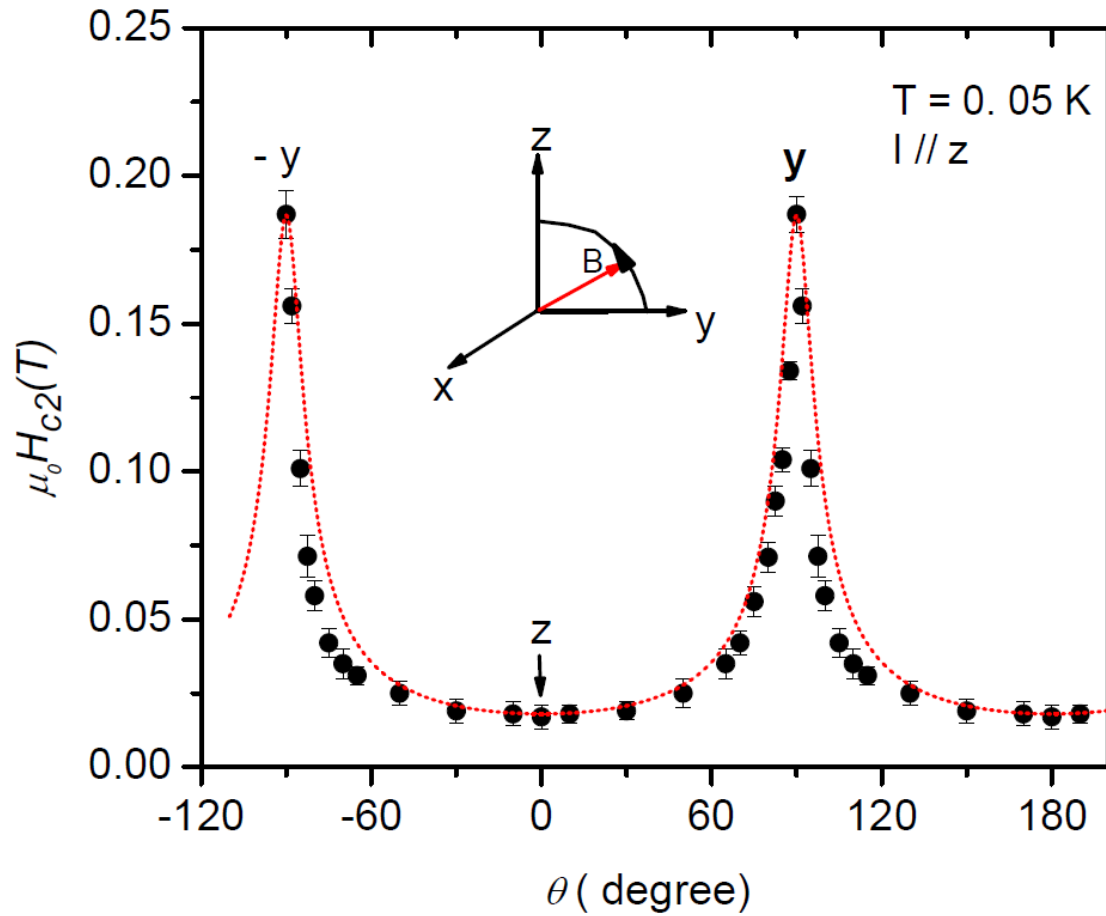 0.25
0.20
0.15
0.10
0.05
0.00
μ₀H_c2(T)
-120
-60
0
60
120
180
θ ( degree)
T = 0. 05 K
I // z
- y
y
z
B
y
x
z